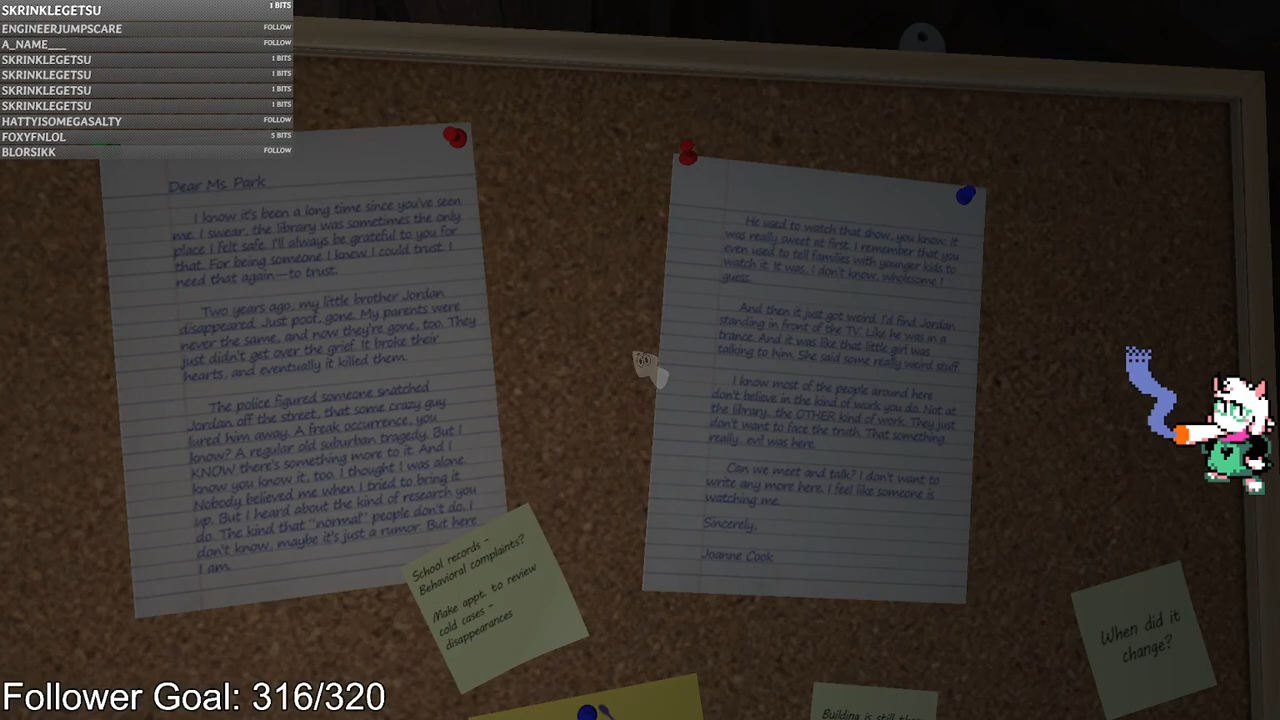 SKRINKLEGETSU 1 BITS
ENGINEERJUMPSCARE FOLLOW
A_NAME___ FOLLOW
SKRINKLEGETSU 1 BITS
SKRINKLEGETSU 1 BITS
SKRINKLEGETSU 1 BITS
SKRINKLEGETSU 1 BITS
HATTYISOMEGASALTY FOLLOW
FOXYFNLOL 5 BITS
BLORSIKK FOLLOW
Dear Ms. Park
I know it's been a long time since you've seen
me. I swear, the library was sometimes the only
place I felt safe. I'll always be grateful to you for
that. For being someone I knew I could trust. I
need that again—to trust.
Two years ago, my little brother Jordan
disappeared. Just poof, gone. My parents were
never the same, and now they're gone, too. They
just didn't get over the grief. It broke their
hearts, and eventually it killed them.
The police figured someone snatched
Jordan off the street, that some crazy guy
lured him away. A freak occurrence, you
know? A regular old suburban tragedy. But I
KNOW there's something more to it. And I
know you know it, too. I thought I was alone.
Nobody believed me when I tried to bring it
up. But I heard about the kind of research you
do. The kind that "normal" people don't do. I
don't know, maybe it's just a rumor. But here
I am.
He used to watch that show, you know. It
was really sweet at first. I remember that you
even used to tell families with younger kids to
watch it. It was, I don't know, wholesome I
guess.
And then it just got weird. I'd find Jordan
standing in front of the TV. Like he was in a
trance. And it was like that little girl was
talking to him. She said some really weird stuff.
I know most of the people around here
don't believe in the kind of work you do. Not at
the library...the OTHER kind of work. They just
don't want to face the truth. That something
really...evil was here.
Can we meet and talk? I don't want to
write any more here. I feel like someone is
watching me.
Sincerely,
Joanne Cook
School records -
Behavioral complaints?
Make appt. to review
cold cases -
disappearances
When did it
change?
Building is still
Follower Goal: 316/320